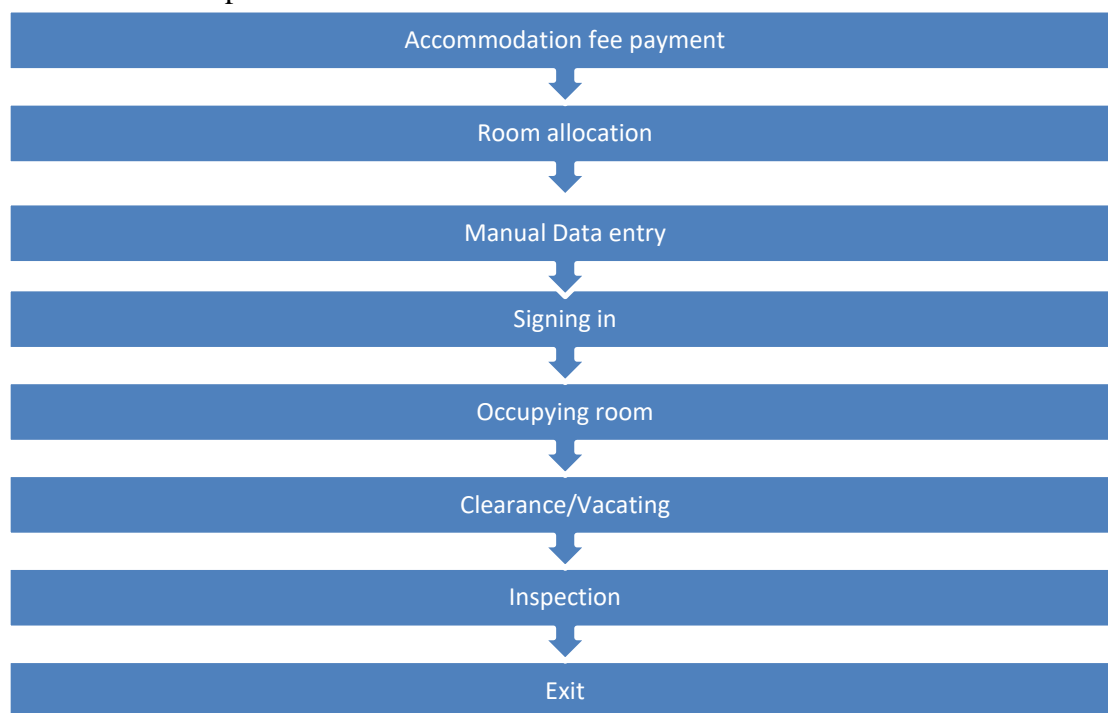 Accommodation fee payment
Room allocation
Manual Data entry
Signing in
Occupying room
Clearance/Vacating
Inspection
Exit